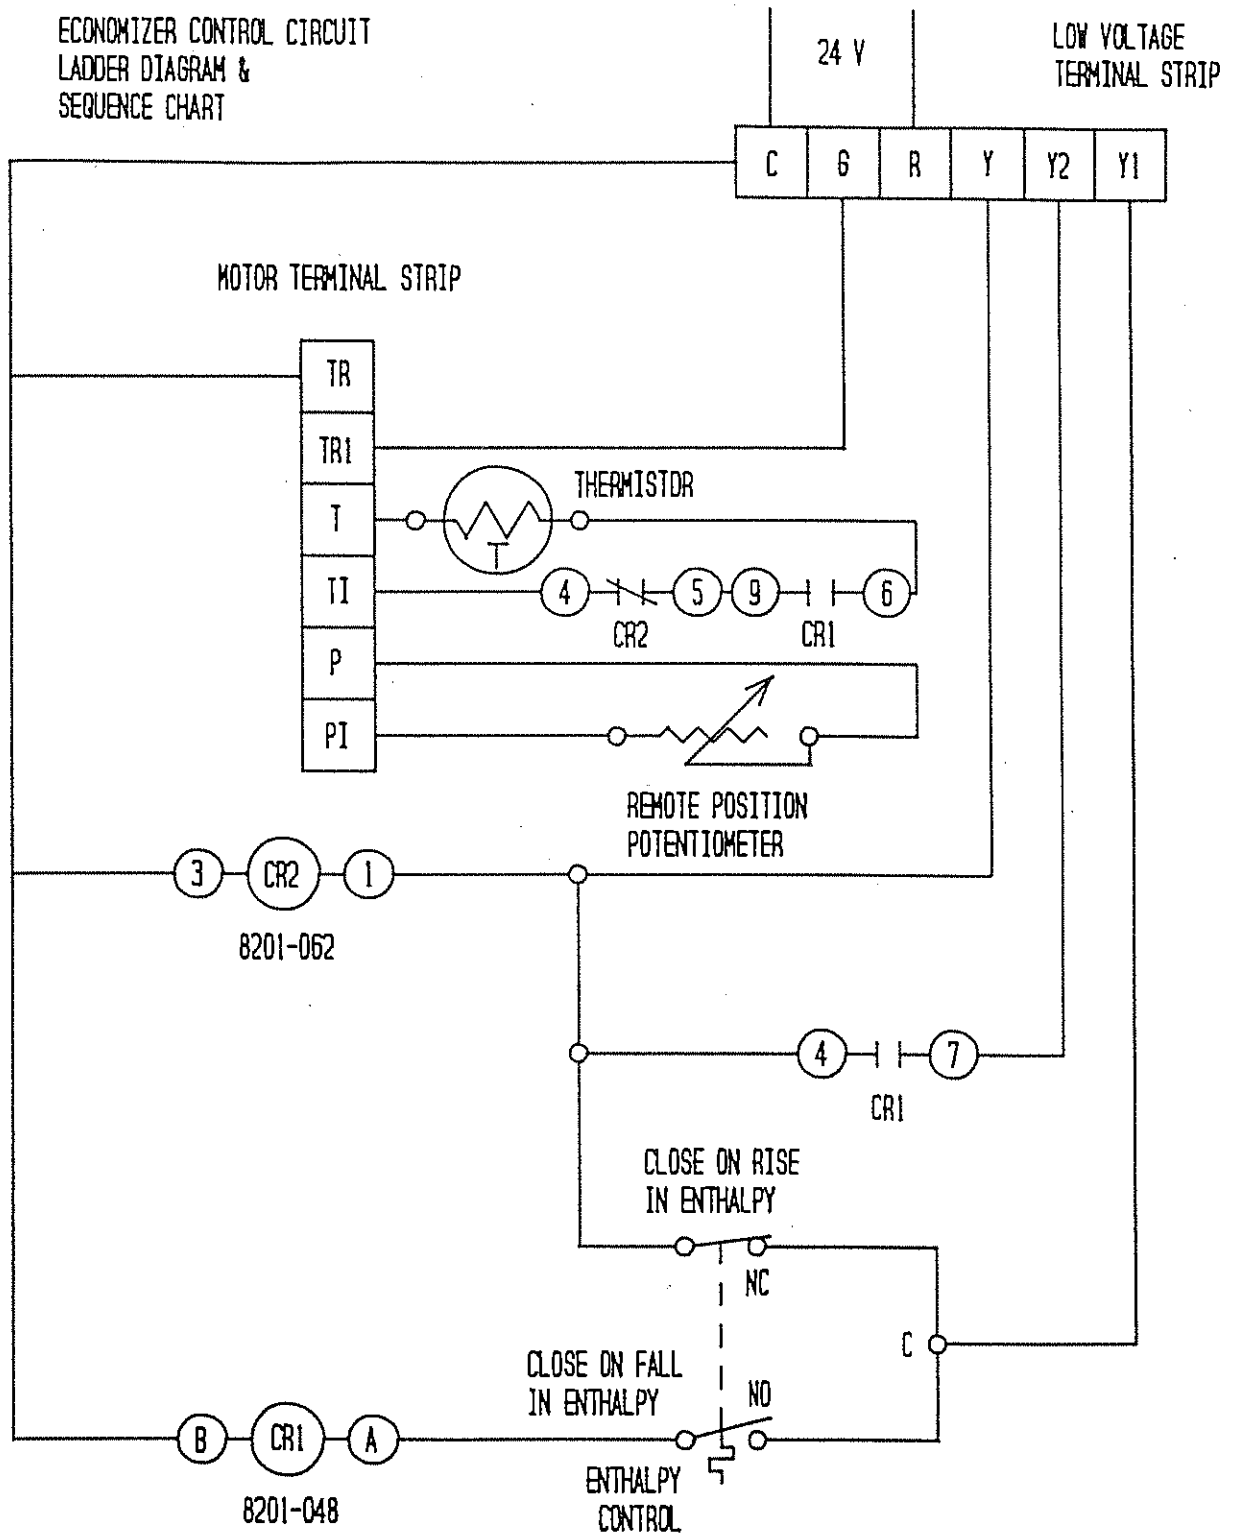 ECONOMIZER CONTROL CIRCUIT
LADDER DIAGRAM &
SEQUENCE CHART
24 V
LOW VOLTAGE
TERMINAL STRIP
C G R Y Y2 Y1
MOTOR TERMINAL STRIP
TR
TR1
T
THERMISTOR
T
TI
4
5
9
6
CR2
CR1
P
PI
REMOTE POSITION
POTENTIOMETER
3
CR2
1
8201-062
4
7
CR1
CLOSE ON RISE
IN ENTHALPY
NC
C
CLOSE ON FALL
IN ENTHALPY
NO
B
CR1
A
ENTHALPY
CONTROL
8201-048